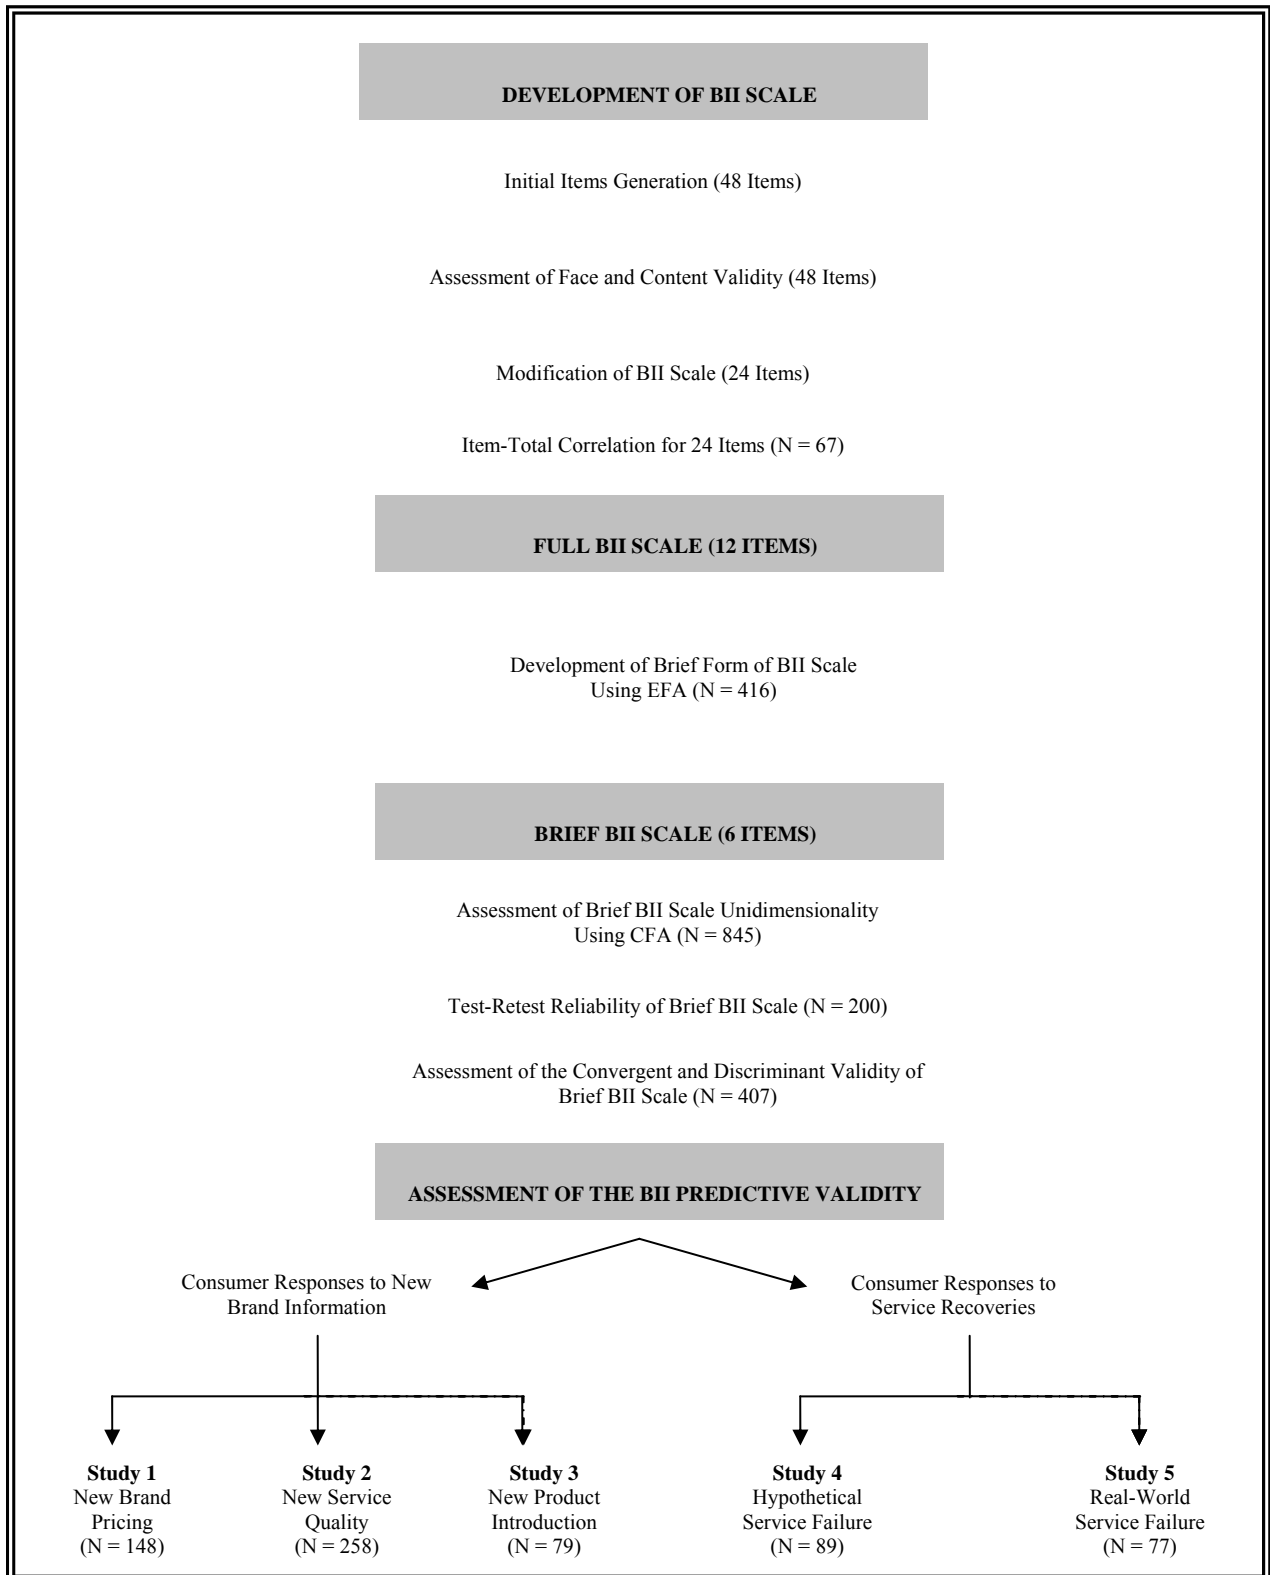 DEVELOPMENT OF BII SCALE
Initial Items Generation (48 Items)
Assessment of Face and Content Validity (48 Items)
Modification of BII Scale (24 Items)
Item-Total Correlation for 24 Items (N = 67)
FULL BII SCALE (12 ITEMS)
Development of Brief Form of BII Scale
Using EFA (N = 416)
BRIEF BII SCALE (6 ITEMS)
Assessment of Brief BII Scale Unidimensionality
Using CFA (N = 845)
Test-Retest Reliability of Brief BII Scale (N = 200)
Assessment of the Convergent and Discriminant Validity of
Brief BII Scale (N = 407)
ASSESSMENT OF THE BII PREDICTIVE VALIDITY
Consumer Responses to New
Brand Information
Consumer Responses to
Service Recoveries
Study 1
New Brand
Pricing
(N = 148)
Study 2
New Service
Quality
(N = 258)
Study 3
New Product
Introduction
(N = 79)
Study 4
Hypothetical
Service Failure
(N = 89)
Study 5
Real-World
Service Failure
(N = 77)